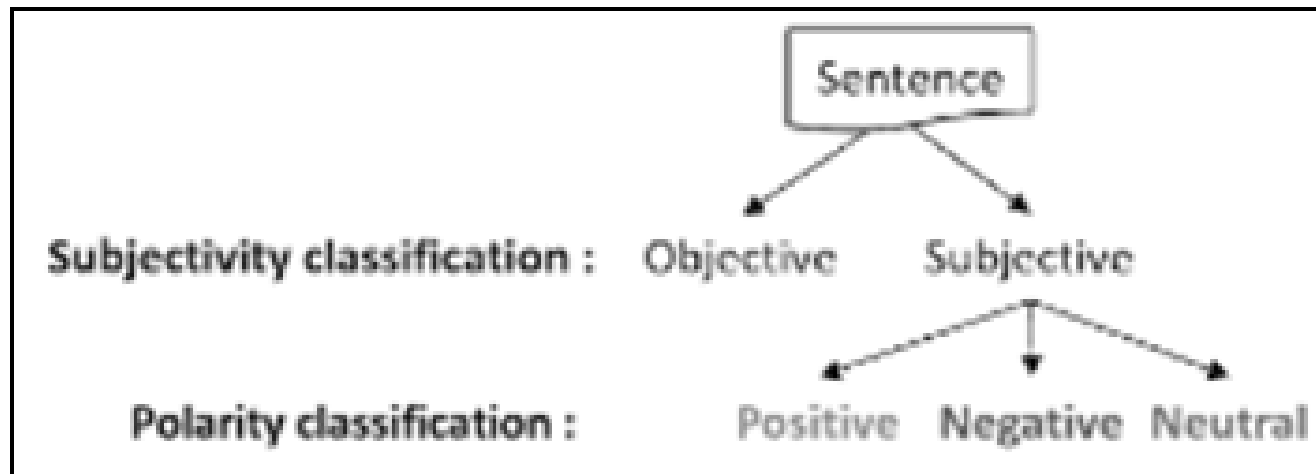 Sentence
Subjectivity classification : Objective Subjective
Polarity classification : Positive Negative Neutral